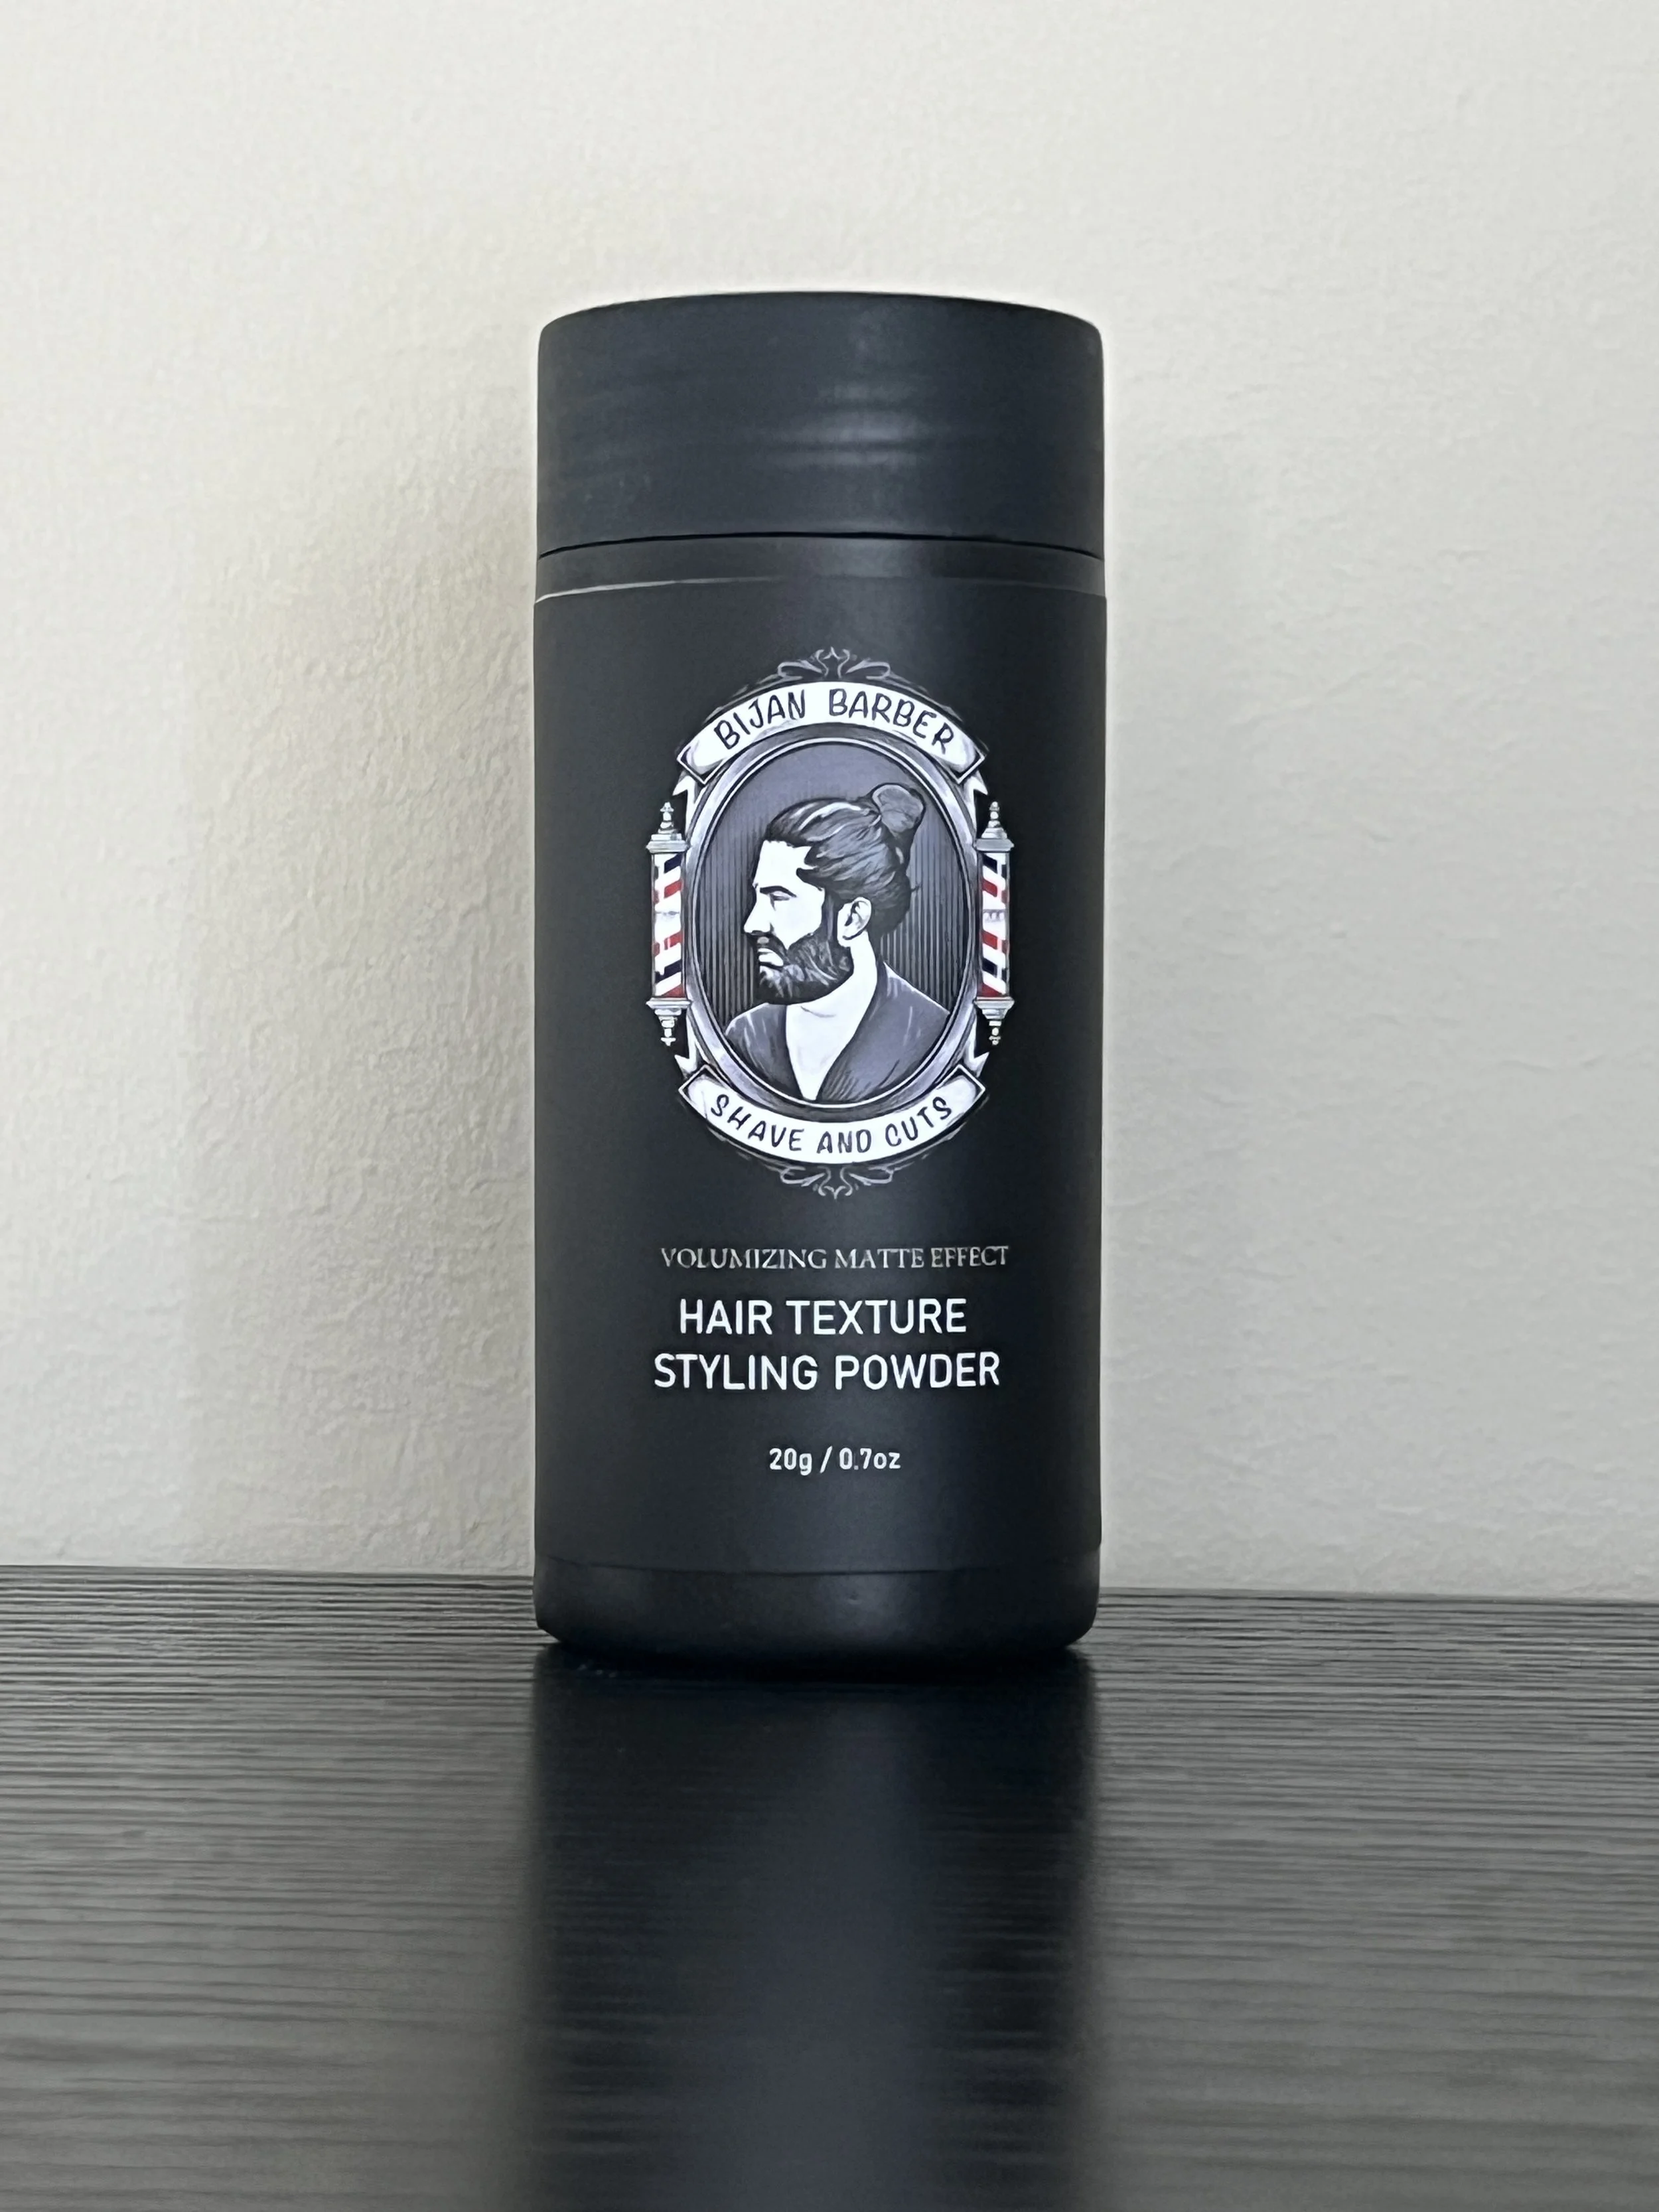 BIJAN BARBER
SHAVE AND CUTS
VOLUMIZING MATTE EFFECT
HAIR TEXTURE
STYLING POWDER
20g / 0.7oz